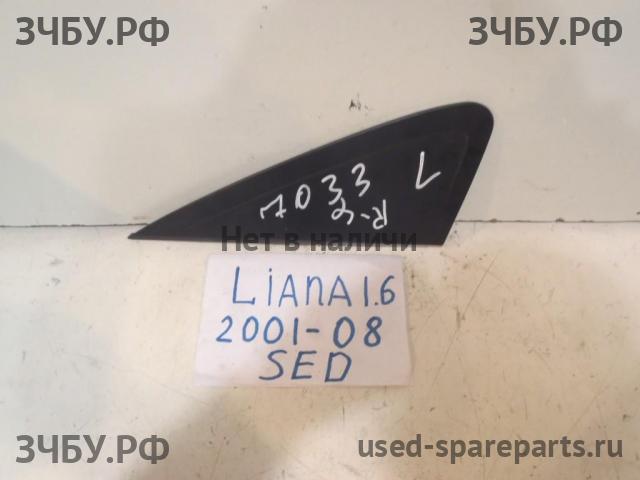 ЗЧБУ.РФ ЗЧБУ.РФ
7033 L
R-
Нет в наличии
LiANA 1.6
2001-08
SED
ЗЧБУ.РФ used-spareparts.ru